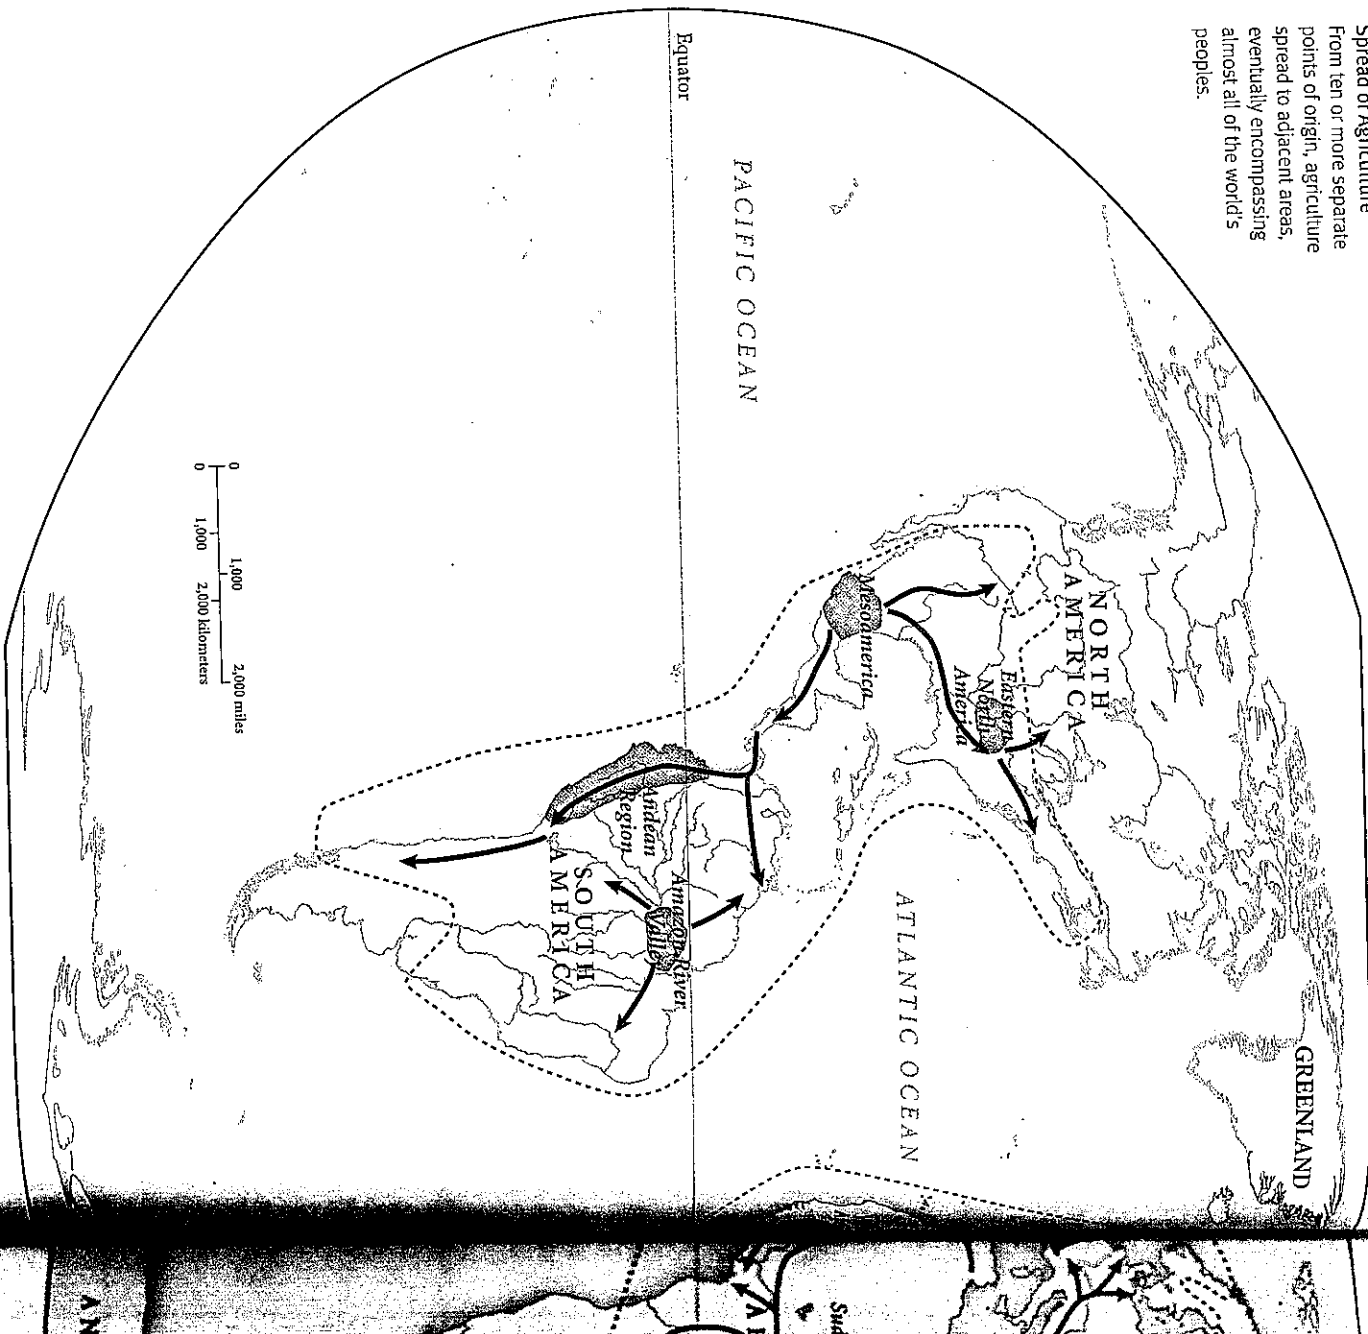 Spread of Agriculture
From ten or more separate
points of origin, agriculture
spread to adjacent areas,
eventually encompassing
almost all of the world's
peoples.
GREENLAND
NORTH
AMERICA
Eastern
North
America
Mesoamerica
ATLANTIC OCEAN
PACIFIC OCEAN
Equator
Amazon River
Valley
Andean
Region
SOUTH
AMERICA
0 1,000 2,000 miles
0 1,000 2,000 kilometers